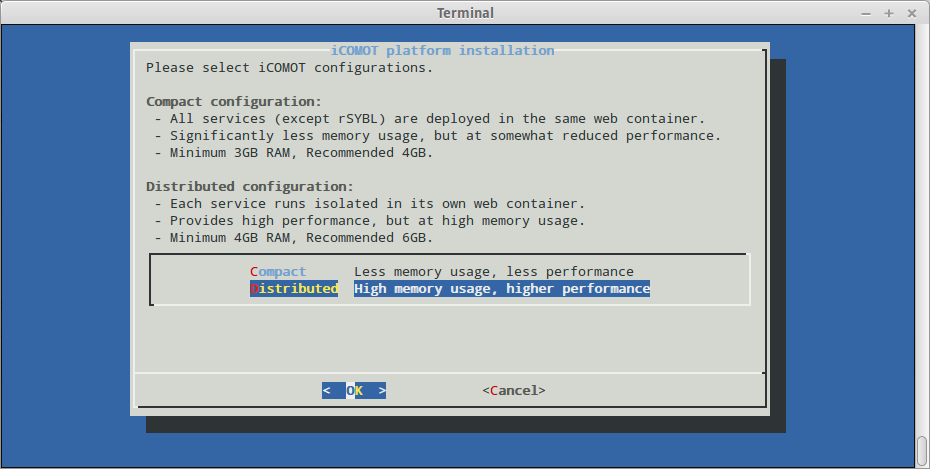 Terminal
iCOMOT platform installation
Please select iCOMOT configurations.
Compact configuration:
- All services (except rSYBL) are deployed in the same web container.
- Significantly less memory usage, but at somewhat reduced performance.
- Minimum 3GB RAM, Recommended 4GB.
Distributed configuration:
- Each service runs isolated in its own web container.
- Provides high performance, but at high memory usage.
- Minimum 4GB RAM, Recommended 6GB.
Compact Less memory usage, less performance
Distributed High memory usage, higher performance
< OK > <Cancel>